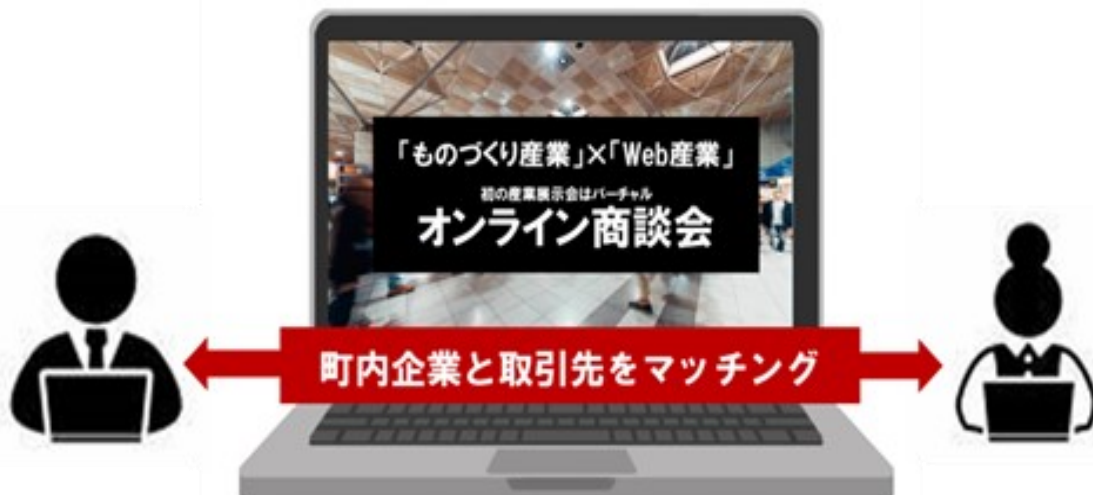 「ものづくり産業」×「Web産業」
初の産業展示会はバーチャル
オンライン商談会
町内企業と取引先をマッチング